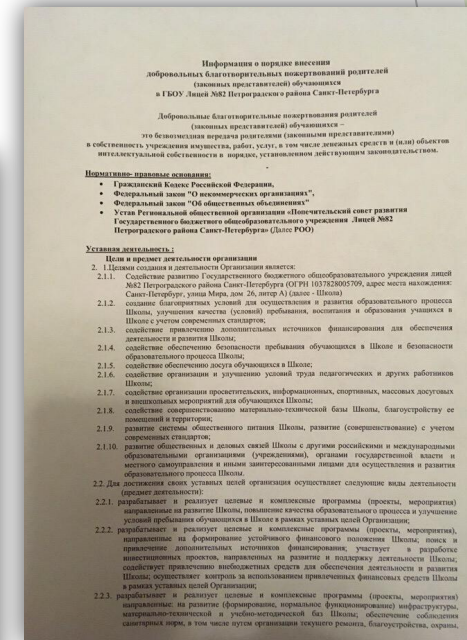 Информация о порядке внесения
добровольных благотворительных пожертвований родителей
(законных представителей) обучающихся
в ГБОУ Лицей №82 Петроградского района Санкт-Петербурга
Добровольные благотворительные пожертвования родителей
(законных представителей) обучающихся –
это безвозмездная передача родителями (законными представителями)
в собственность учреждения имущества, работ, услуг, в том числе денежных средств и (или) объектов
интеллектуальной собственности в порядке, установленном действующим законодательством.
Нормативно- правовые основания:
• Гражданский Кодекс Российской Федерации,
• Федеральный закон "О некоммерческих организациях",
• Федеральный закон "Об общественных объединениях"
• Устав Региональной общественной организации «Попечительский совет развития
Государственного бюджетного общеобразовательного учреждения Лицей №82
Петроградского района Санкт-Петербурга» (Далее РОО)
Уставная деятельность :
Цели и предмет деятельности организации
2. 1.Целями создания и деятельности Организация является:
2.1.1. Содействие развитию Государственного бюджетного общеобразовательного учреждения лицей
№82 Петроградского района Санкт-Петербурга (ОГРН 1037828005709, адрес места нахождения:
Санкт-Петербург, улица Мира, дом 26, литер А) (далее - Школа)
2.1.2. создание благоприятных условий для осуществления и развития образовательного процесса
Школы, улучшения качества (условий) пребывания, воспитания и образования учащихся в
Школе с учетом современных стандартов;
2.1.3. содействие привлечению дополнительных источников финансирования для обеспечения
деятельности и развития Школы;
2.1.4. содействие обеспечению безопасности пребывания обучающихся в Школе и безопасности
образовательного процесса Школы;
2.1.5. содействие обеспечению досуга обучающихся в Школе;
2.1.6. содействие организации и улучшению условий труда педагогических и других работников
Школы;
2.1.7. содействие организации просветительских, информационных, спортивных, массовых досуговых
и внешкольных мероприятий для обучающихся Школы;
2.1.8. содействие совершенствованию материально-технической базы Школы, благоустройству ее
помещений и территории;
2.1.9. развитие системы общественного питания Школы, развитие (совершенствование) с учетом
современных стандартов;
2.1.10. развитие общественных и деловых связей Школы с другими российскими и международными
образовательными организациями (учреждениями), органами государственной власти и
местного самоуправления и иными заинтересованными лицами для осуществления и развития
образовательного процесса Школы.
2.2. Для достижения своих уставных целей организация осуществляет следующие виды деятельности
(предмет деятельности):
2.2.1. разрабатывает и реализует целевые и комплексные программы (проекты, мероприятия)
направленные на развитие Школы, повышение качества образовательного процесса и улучшение
условий пребывания обучающихся в Школе в рамках уставных целей Организации;
2.2.2. разрабатывает и реализует целевые и комплексные программы (проекты, мероприятия),
направленные на формирование устойчивого финансового положения Школы; поиск и
привлечение дополнительных источников финансирования; участвует в разработке
инвестиционных проектов, направленных на развитие и поддержку деятельности Школы;
содействует привлечению внебюджетных средств для обеспечения деятельности и развития
Школы; осуществляет контроль за использованием привлеченных финансовых средств Школы
в рамках уставных целей Организации;
2.2.3. разрабатывает и реализует целевые и комплексные программы (проекты, мероприятия)
направленные: на развитие (формирование, нормальное функционирование) инфраструктуры,
материально-технической и учебно-методической баз Школы; обеспечение соблюдения
санитарных норм, в том числе путем организации текущего ремонта, благоустройства, охраны,